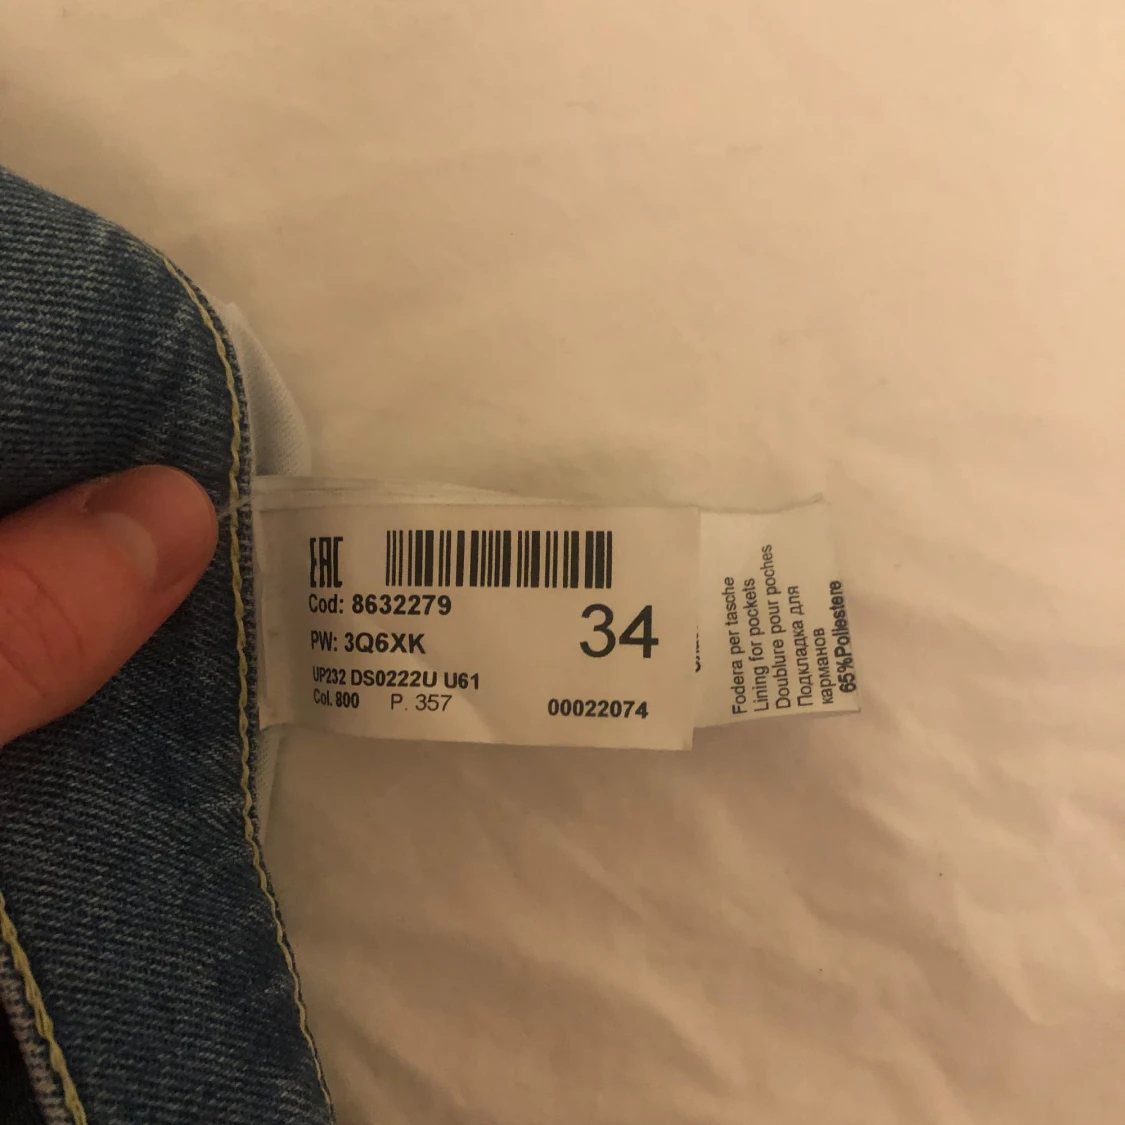 EAC
Cod: 8632279
PW: 3Q6XK
34
UP232 DS0222U U61
Col. 800 P. 357
00022074
Fodera per tasche
Lining for pockets
Doublure pour poches
Подкладка для
карманов
65%Poliestere